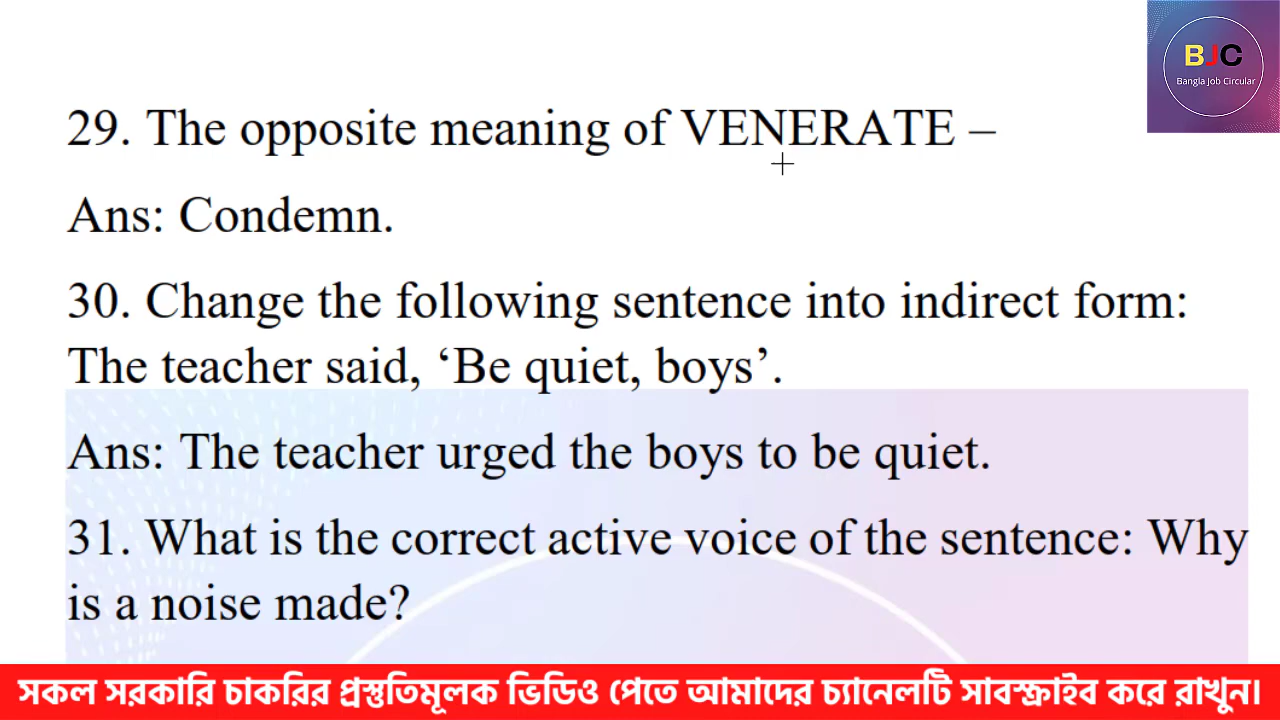 BJC
Bangla Job Circular
29. The opposite meaning of VENERATE –
Ans: Condemn.
30. Change the following sentence into indirect form:
The teacher said, ‘Be quiet, boys’.
Ans: The teacher urged the boys to be quiet.
31. What is the correct active voice of the sentence: Why
is a noise made?
সকল সরকারি চাকরির প্রস্তুতিমূলক ভিডিও পেতে আমাদের চ্যানেলটি সাবস্ক্রাইব করে রাখুন।